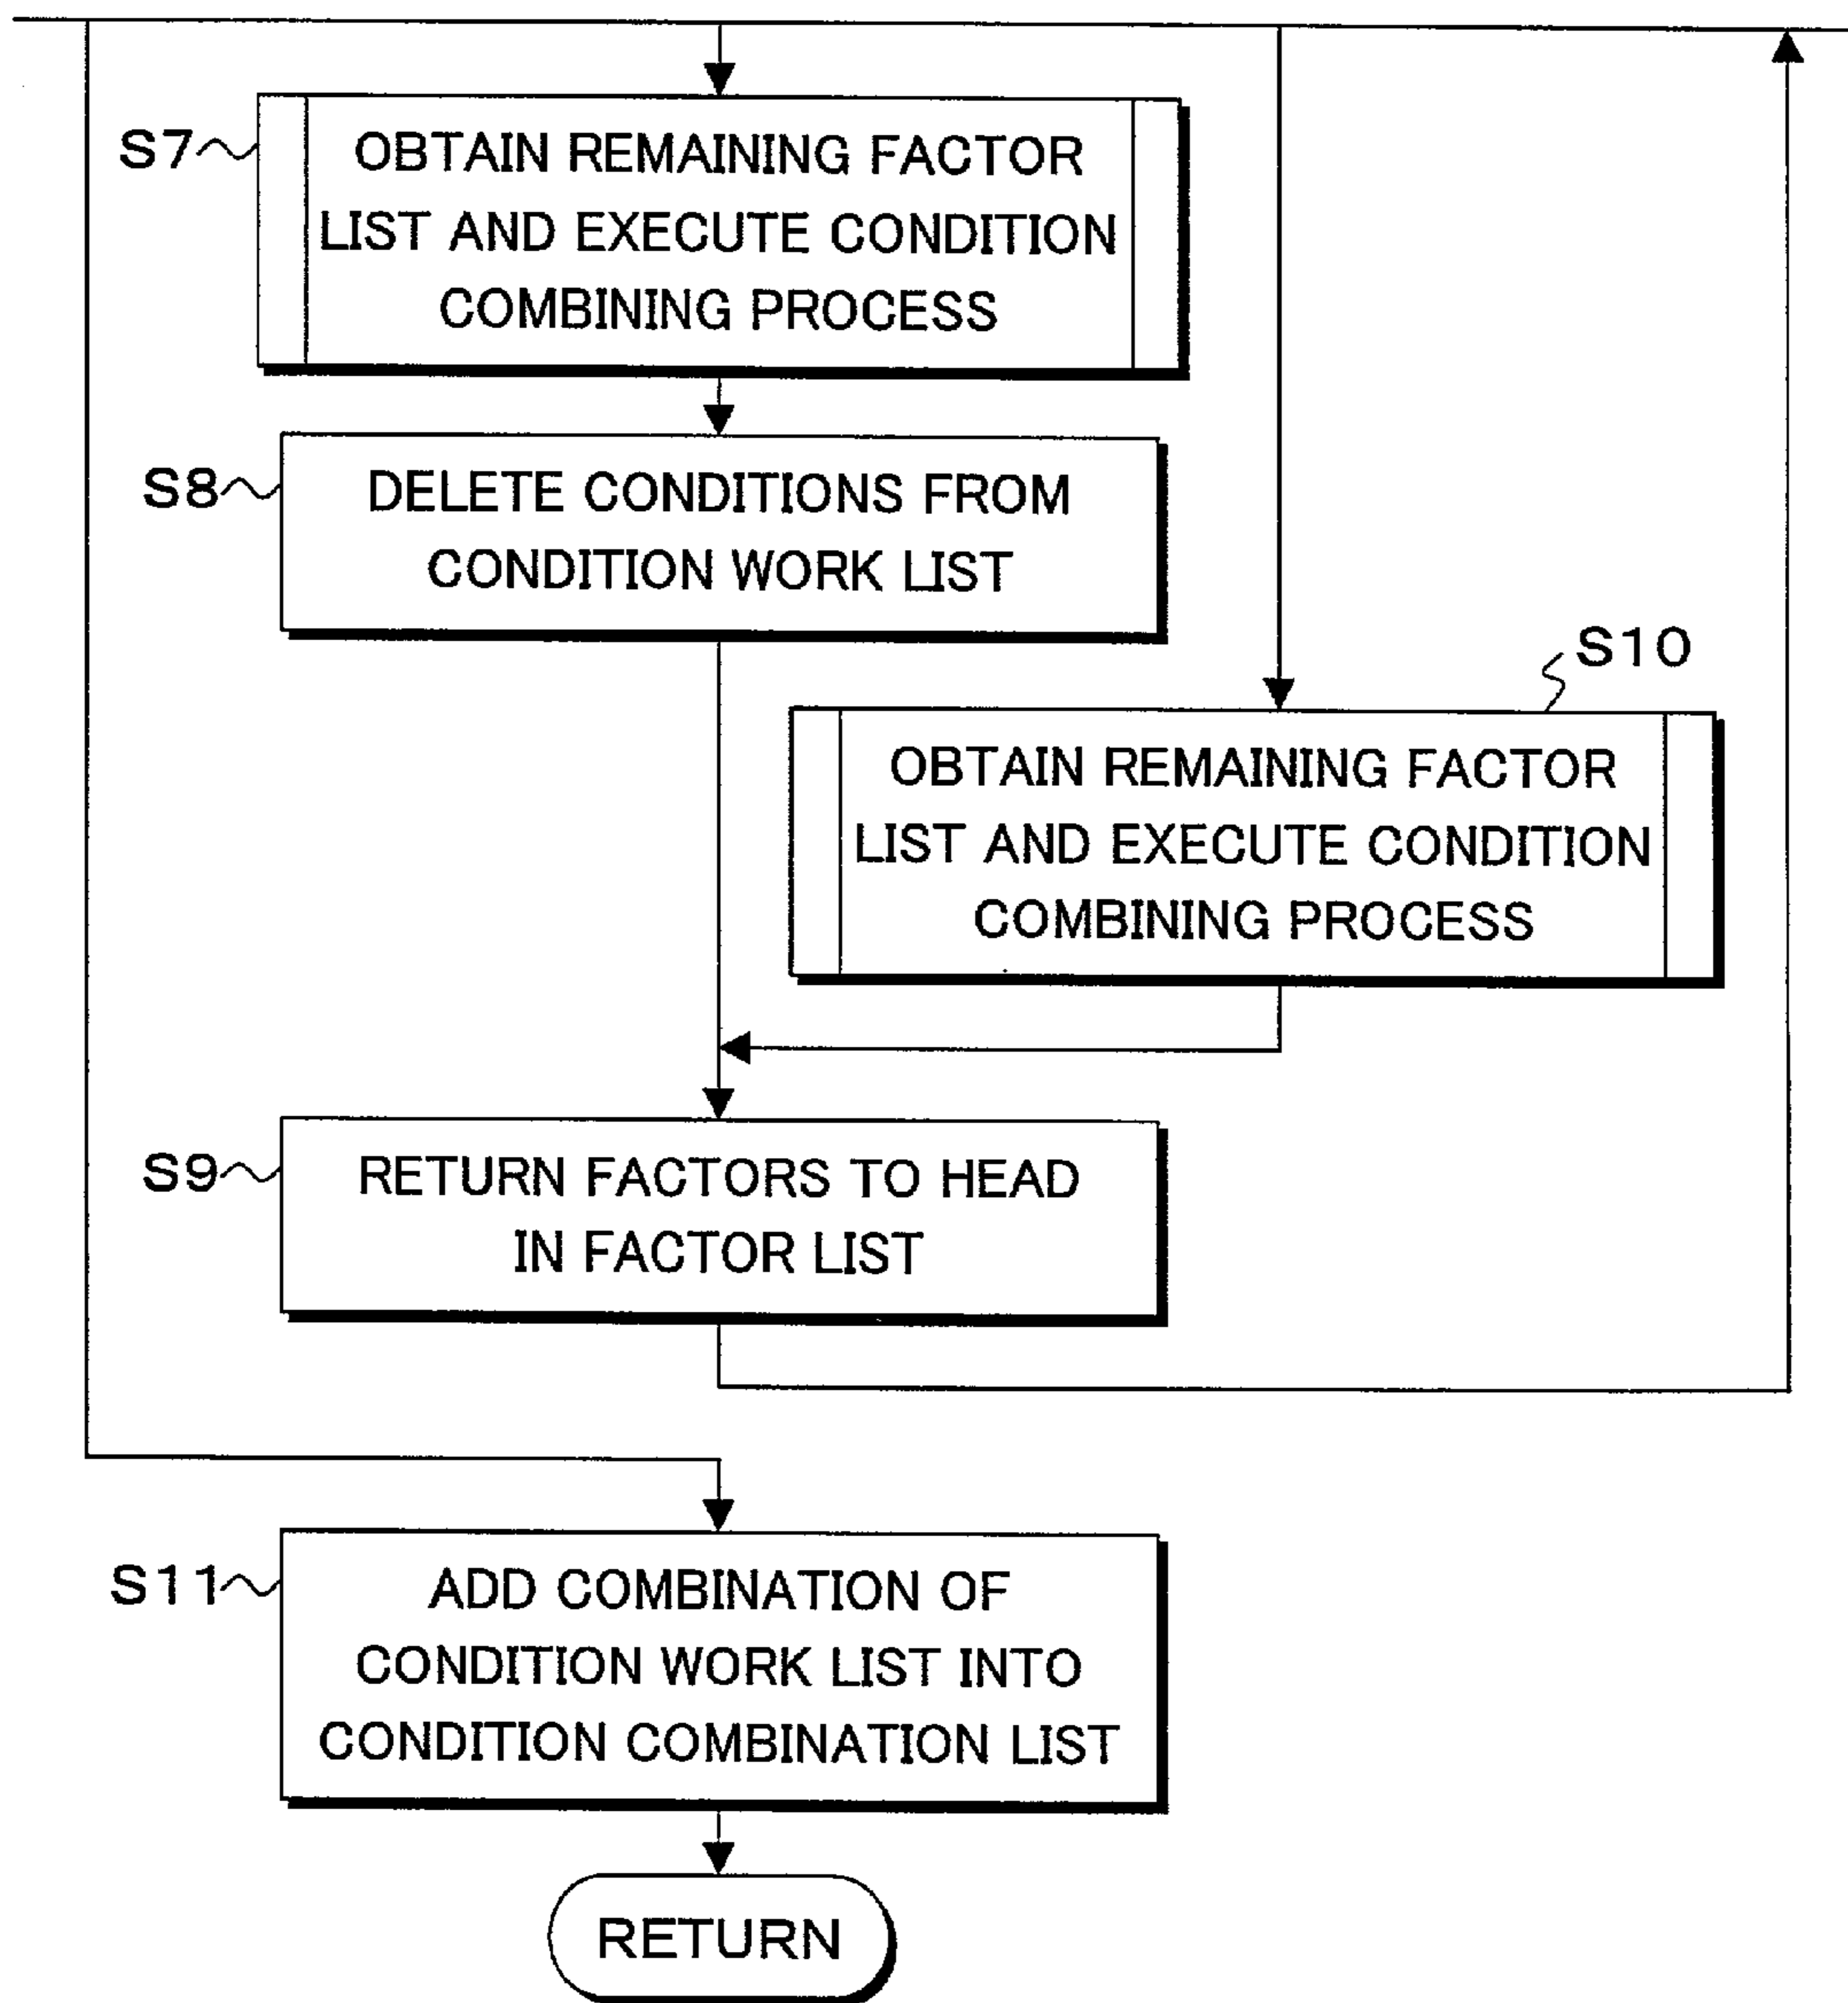 S7
OBTAIN REMAINING FACTOR
LIST AND EXECUTE CONDITION
COMBINING PROCESS
S8
DELETE CONDITIONS FROM
CONDITION WORK LIST
S10
OBTAIN REMAINING FACTOR
LIST AND EXECUTE CONDITION
COMBINING PROCESS
S9
RETURN FACTORS TO HEAD
IN FACTOR LIST
S11
ADD COMBINATION OF
CONDITION WORK LIST INTO
CONDITION COMBINATION LIST
RETURN